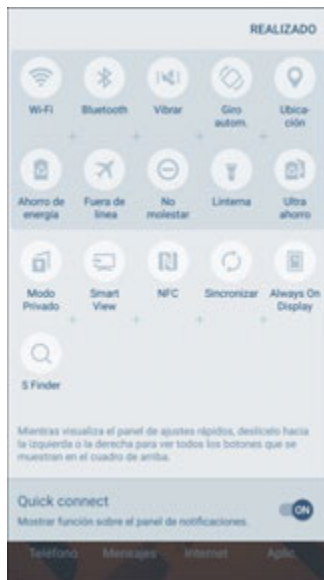 REALIZADO
Wi-Fi Bluetooth Vibrar Giro Ubica-
autom. ción
Ahorro de Fuera de No Linterna Ultra
energía línea molestar ahorro
Modo Smart NFC Sincronizar Always On
Privado View Display
S Finder
Mientras visualiza el panel de ajustes rápidos, deslícelo hacia
la izquierda o la derecha para ver todos los botones que se
muestran en el cuadro de arriba.
Quick connect
Mostrar función sobre el panel de notificaciones.
ON
Teléfono Mensajes Internet Aplic.